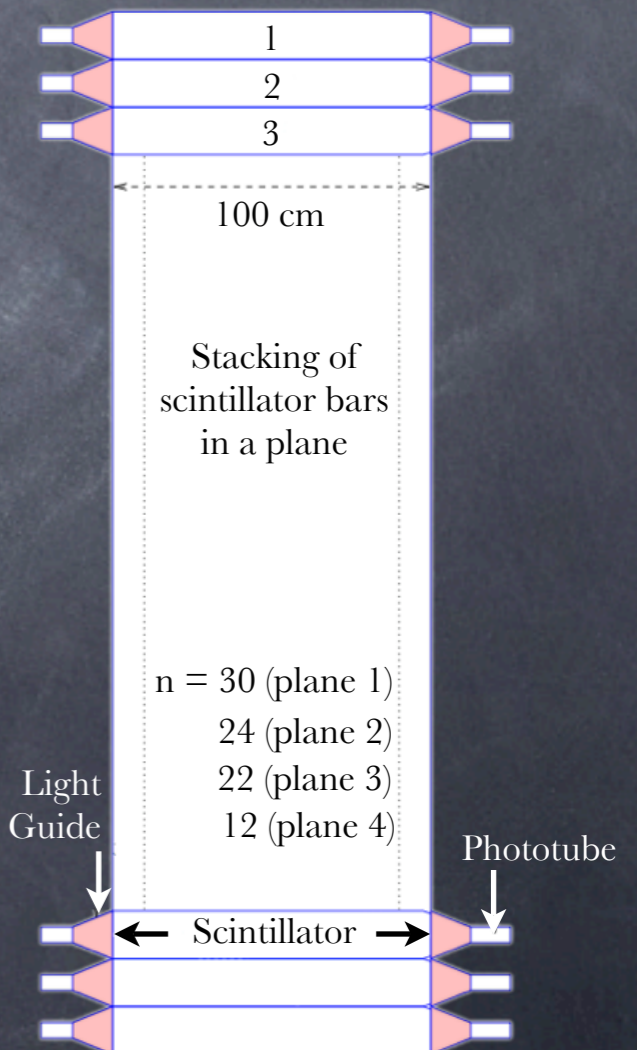 1
2
3
100 cm
Stacking of
scintillator bars
in a plane
n = 30 (plane 1)
24 (plane 2)
22 (plane 3)
12 (plane 4)
Light
Guide
Phototube
Scintillator